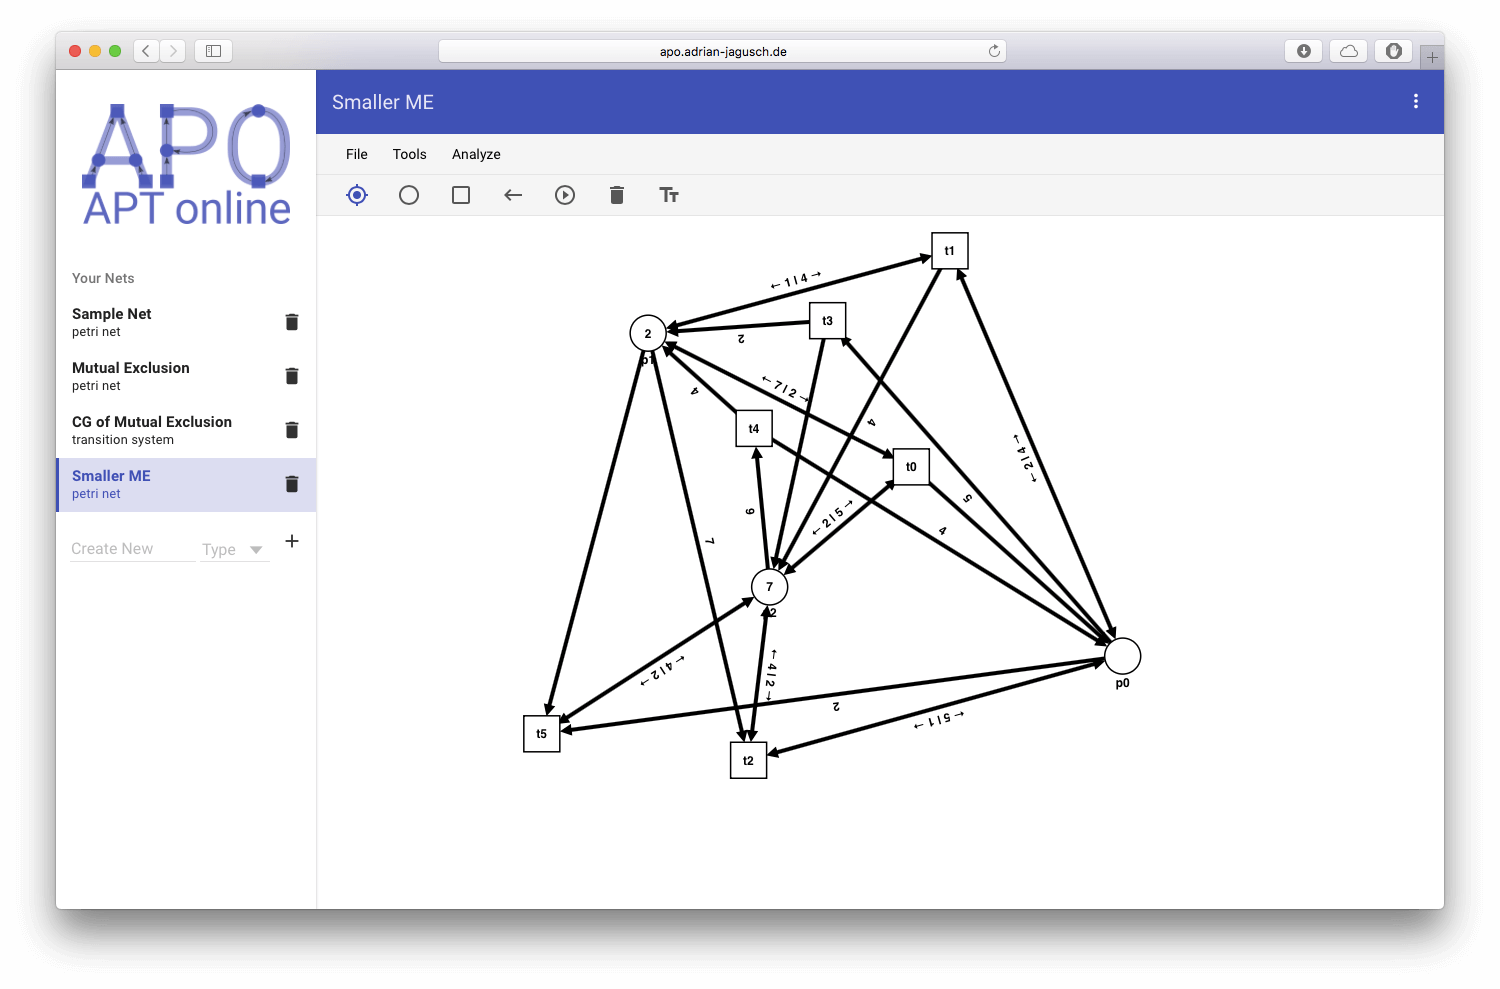 apo.adrian-jagusch.de
APO
APT online
Smaller ME
File Tools Analyze
Your Nets
Sample Net
petri net
Mutual Exclusion
petri net
CG of Mutual Exclusion
transition system
Smaller ME
petri net
Create New Type
t1
← 1 | 4 →
t3
2
2
p1
← 7 | 2 →
4
4
t4
← 2 | 4 →
t0
5
6
← 2 | 5 →
4
7
7
2
← 4 | 2 →
← 4 | 2 →
p0
2
← 5 | 1 →
t5
t2